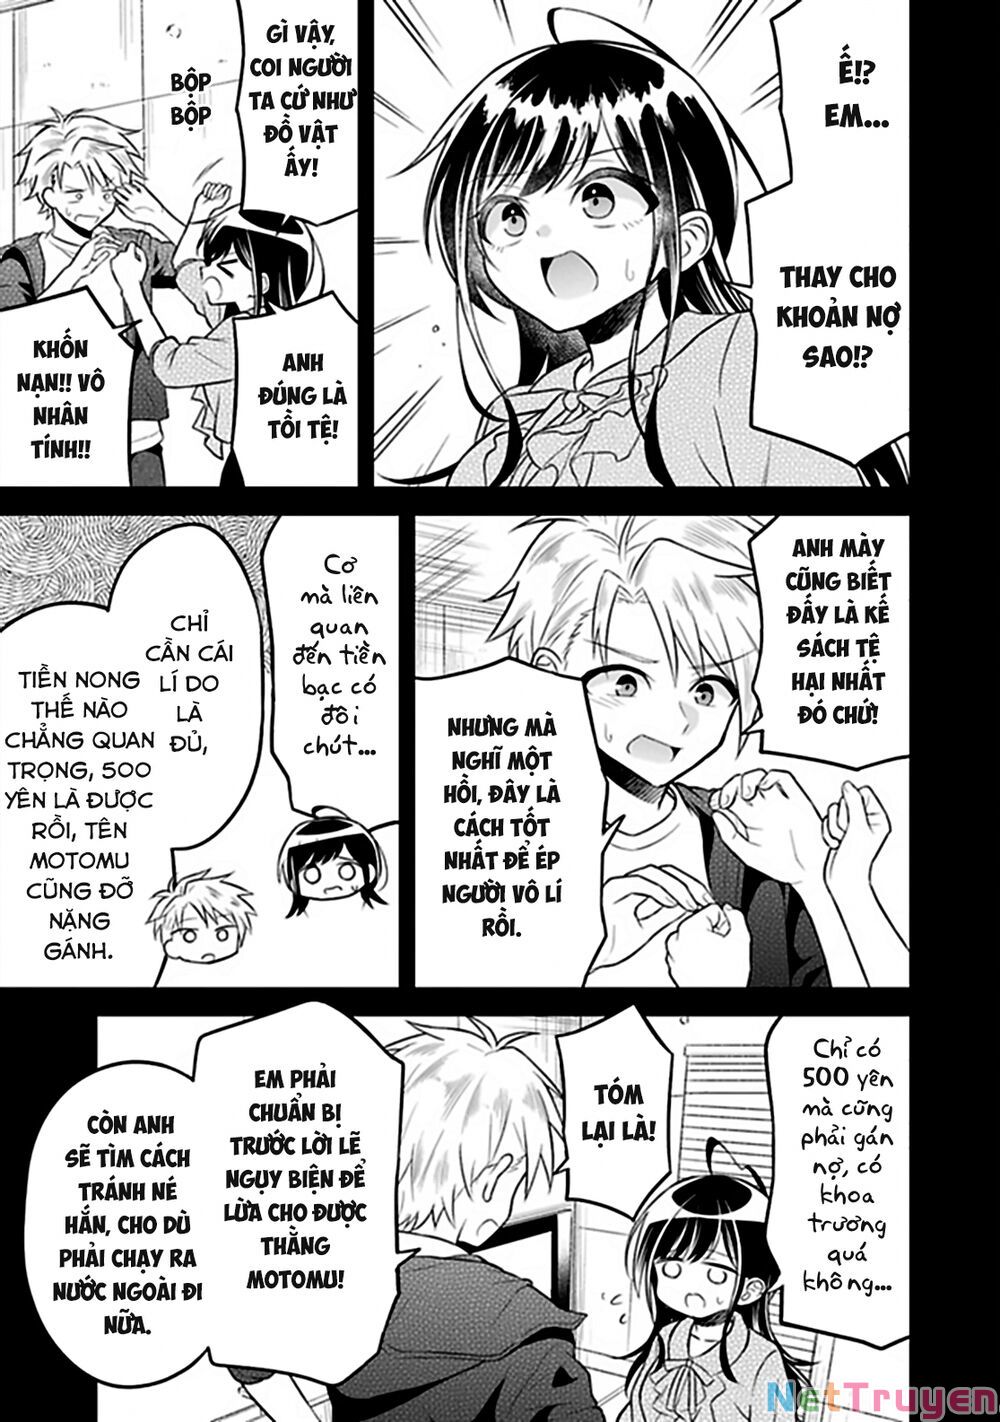 Ế!?
EM...
THAY CHO
KHOẢN NỢ
SAO!?
GÌ VẬY,
COI NGƯỜI
TA CỨ NHƯ
ĐỒ VẬT
ẤY!
BỘP
BỘP
ANH
ĐÚNG LÀ
TỒI TỆ!
KHỐN
NẠN!! VÔ
NHÂN
TÍNH!!
ANH MÀY
CŨNG BIẾT
ĐẤY LÀ KẾ
SÁCH TỆ
HẠI NHẤT
ĐÓ CHỨ!
NHƯNG MÀ
NGHĨ MỘT
HỒI, ĐÂY LÀ
CÁCH TỐT
NHẤT ĐỂ ÉP
NGƯỜI VÔ LÍ
RỒI.
Cơ
mà liên
quan
đến tiền
bạc có
đôi
chút...
CHỈ
CẦN CÁI
LÍ DO
LÀ
ĐỦ,
TIỀN NONG
THẾ NÀO
CHẲNG QUAN
TRỌNG, 500
YÊN LÀ ĐƯỢC
RỒI, TÊN
MOTOMU
CŨNG ĐỠ
NẶNG
GÁNH.
Chỉ có
500 yên
mà cũng
phải gán
nợ, có
khoa
trương
quá
không...
TÓM
LẠI LÀ!
EM PHẢI
CHUẨN BỊ
TRƯỚC LỜI LẼ
NGỤY BIỆN ĐỂ
LỪA CHO ĐƯỢC
THẰNG
MOTOMU!
CÒN ANH
SẼ TÌM CÁCH
TRÁNH NÉ
HẮN, CHO DÙ
PHẢI CHẠY RA
NƯỚC NGOÀI ĐI
NỮA.
NetTruyen